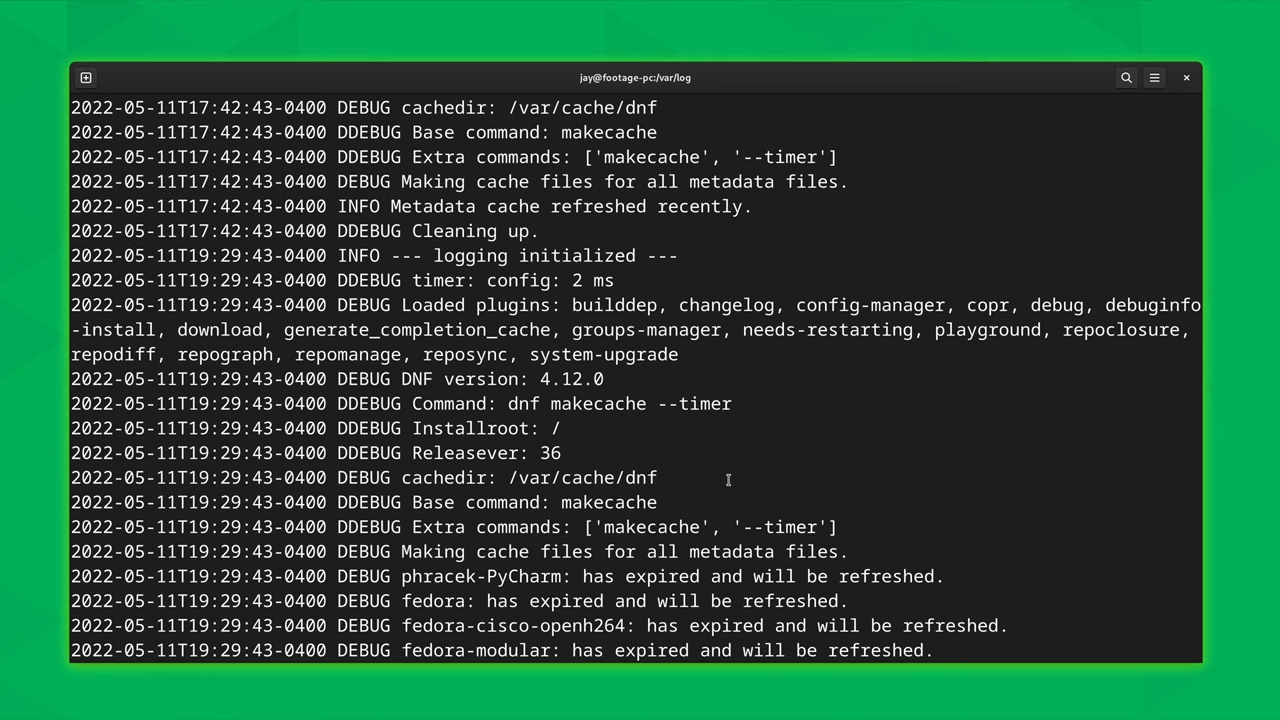 jay@footage-pc:/var/log
2022-05-11T17:42:43-0400 DEBUG cachedir: /var/cache/dnf
2022-05-11T17:42:43-0400 DDEBUG Base command: makecache
2022-05-11T17:42:43-0400 DDEBUG Extra commands: ['makecache', '--timer']
2022-05-11T17:42:43-0400 DEBUG Making cache files for all metadata files.
2022-05-11T17:42:43-0400 INFO Metadata cache refreshed recently.
2022-05-11T17:42:43-0400 DDEBUG Cleaning up.
2022-05-11T19:29:43-0400 INFO --- logging initialized ---
2022-05-11T19:29:43-0400 DDEBUG timer: config: 2 ms
2022-05-11T19:29:43-0400 DEBUG Loaded plugins: builddep, changelog, config-manager, copr, debug, debuginfo
-install, download, generate_completion_cache, groups-manager, needs-restarting, playground, repoclosure,
repodiff, repograph, repomanage, reposync, system-upgrade
2022-05-11T19:29:43-0400 DEBUG DNF version: 4.12.0
2022-05-11T19:29:43-0400 DDEBUG Command: dnf makecache --timer
2022-05-11T19:29:43-0400 DDEBUG Installroot: /
2022-05-11T19:29:43-0400 DDEBUG Releasever: 36
2022-05-11T19:29:43-0400 DEBUG cachedir: /var/cache/dnf
2022-05-11T19:29:43-0400 DDEBUG Base command: makecache
2022-05-11T19:29:43-0400 DDEBUG Extra commands: ['makecache', '--timer']
2022-05-11T19:29:43-0400 DEBUG Making cache files for all metadata files.
2022-05-11T19:29:43-0400 DEBUG phracek-PyCharm: has expired and will be refreshed.
2022-05-11T19:29:43-0400 DEBUG fedora: has expired and will be refreshed.
2022-05-11T19:29:43-0400 DEBUG fedora-cisco-openh264: has expired and will be refreshed.
2022-05-11T19:29:43-0400 DEBUG fedora-modular: has expired and will be refreshed.